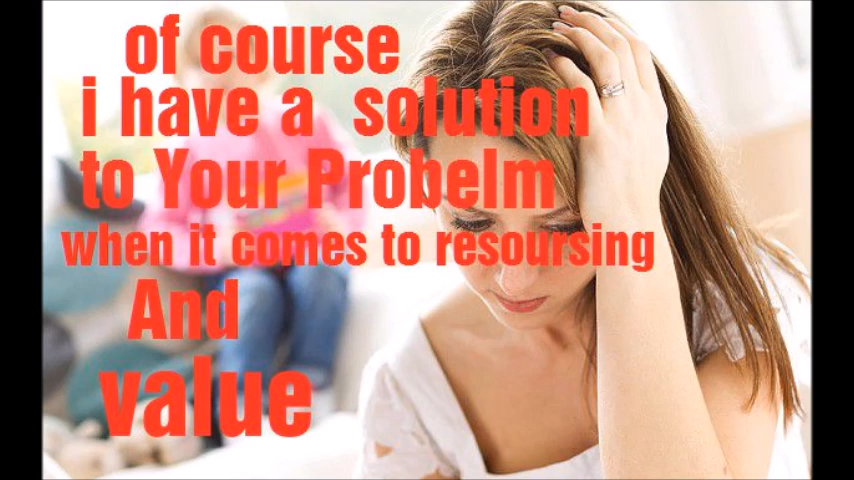 of course
i have a solution
to Your Probelm
when it comes to resoursing
And
value